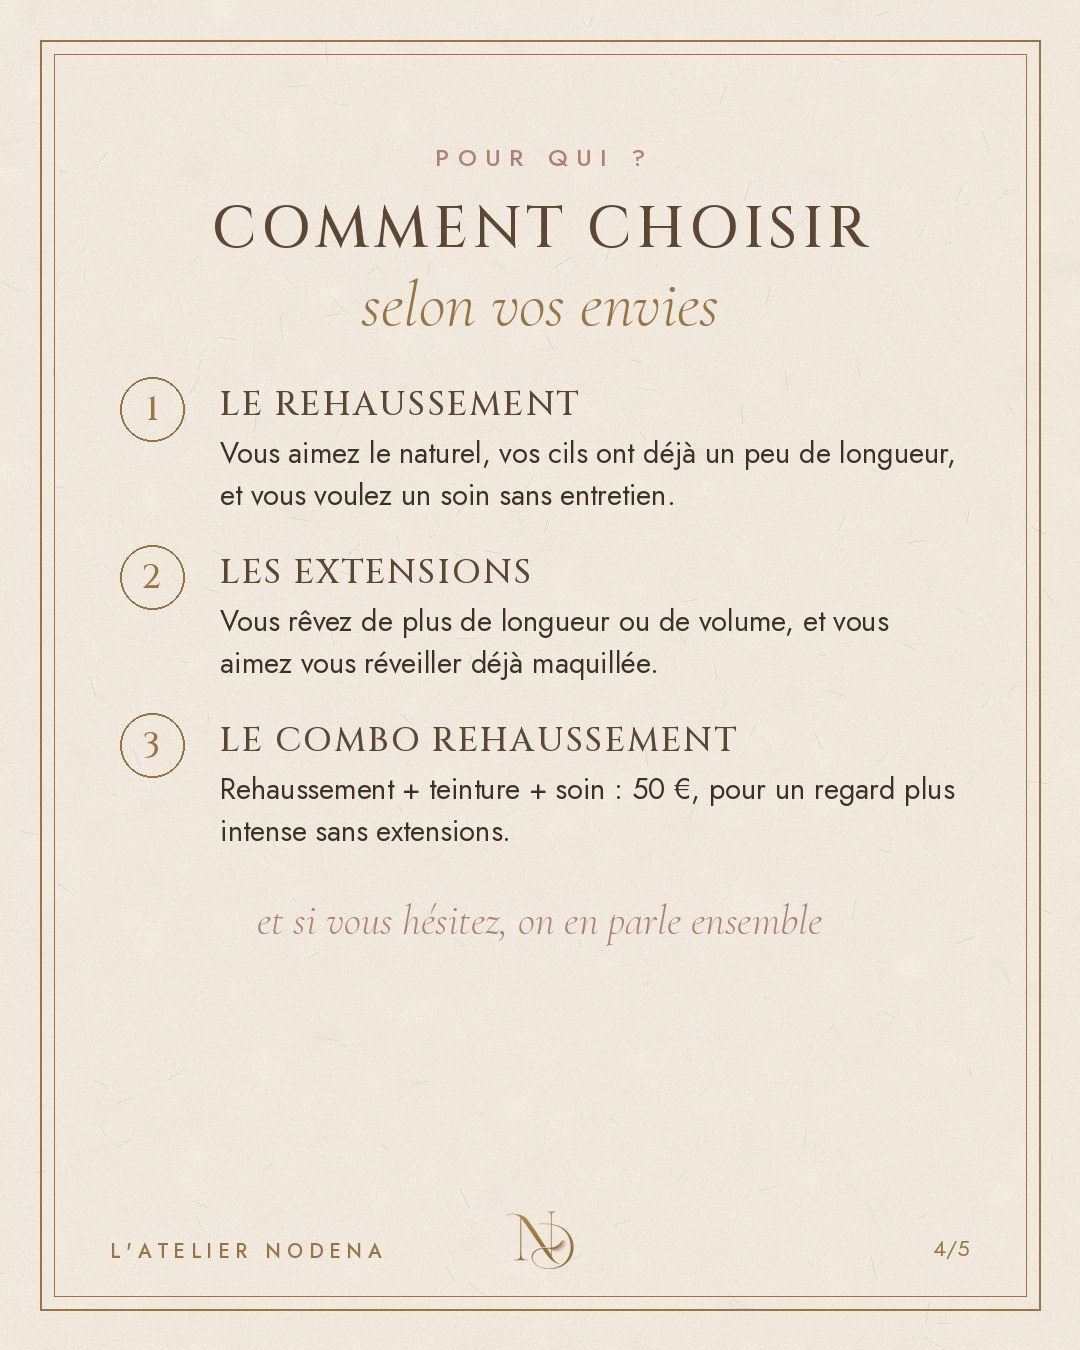 POUR QUI ?
COMMENT CHOISIR
selon vos envies
1
LE REHAUSSEMENT
Vous aimez le naturel, vos cils ont déjà un peu de longueur,
et vous voulez un soin sans entretien.
2
LES EXTENSIONS
Vous rêvez de plus de longueur ou de volume, et vous
aimez vous réveiller déjà maquillée.
3
LE COMBO REHAUSSEMENT
Rehaussement + teinture + soin : 50 €, pour un regard plus
intense sans extensions.
et si vous hésitez, on en parle ensemble
L'ATELIER NODENA
ND
4/5